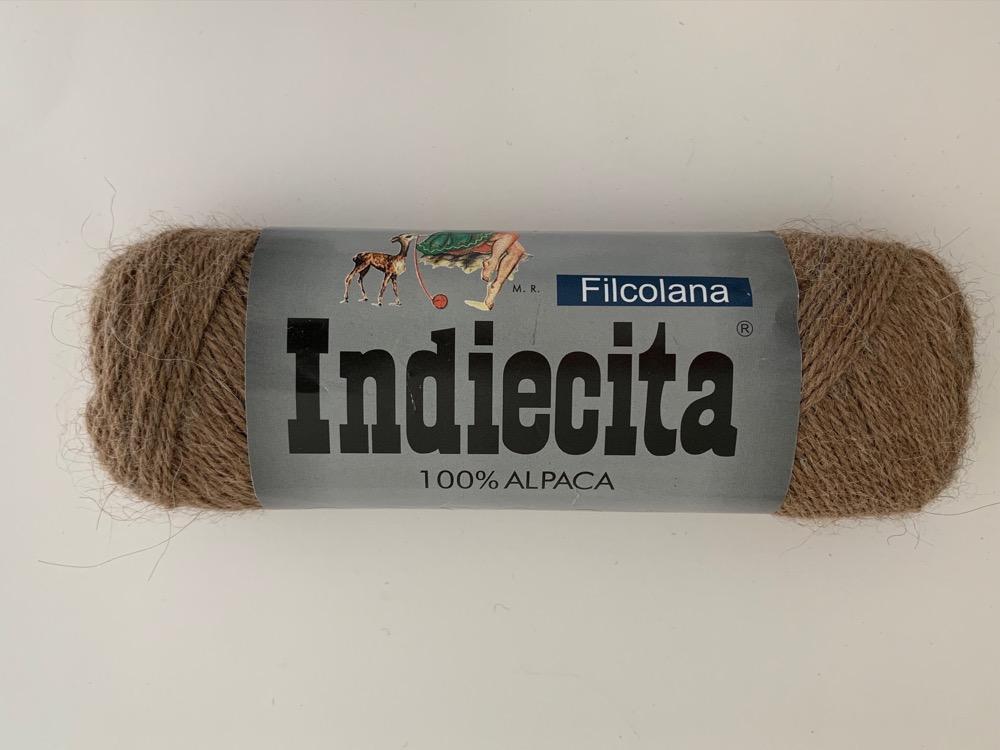 M. R.
Filcolana
Indiecita®
100% ALPACA